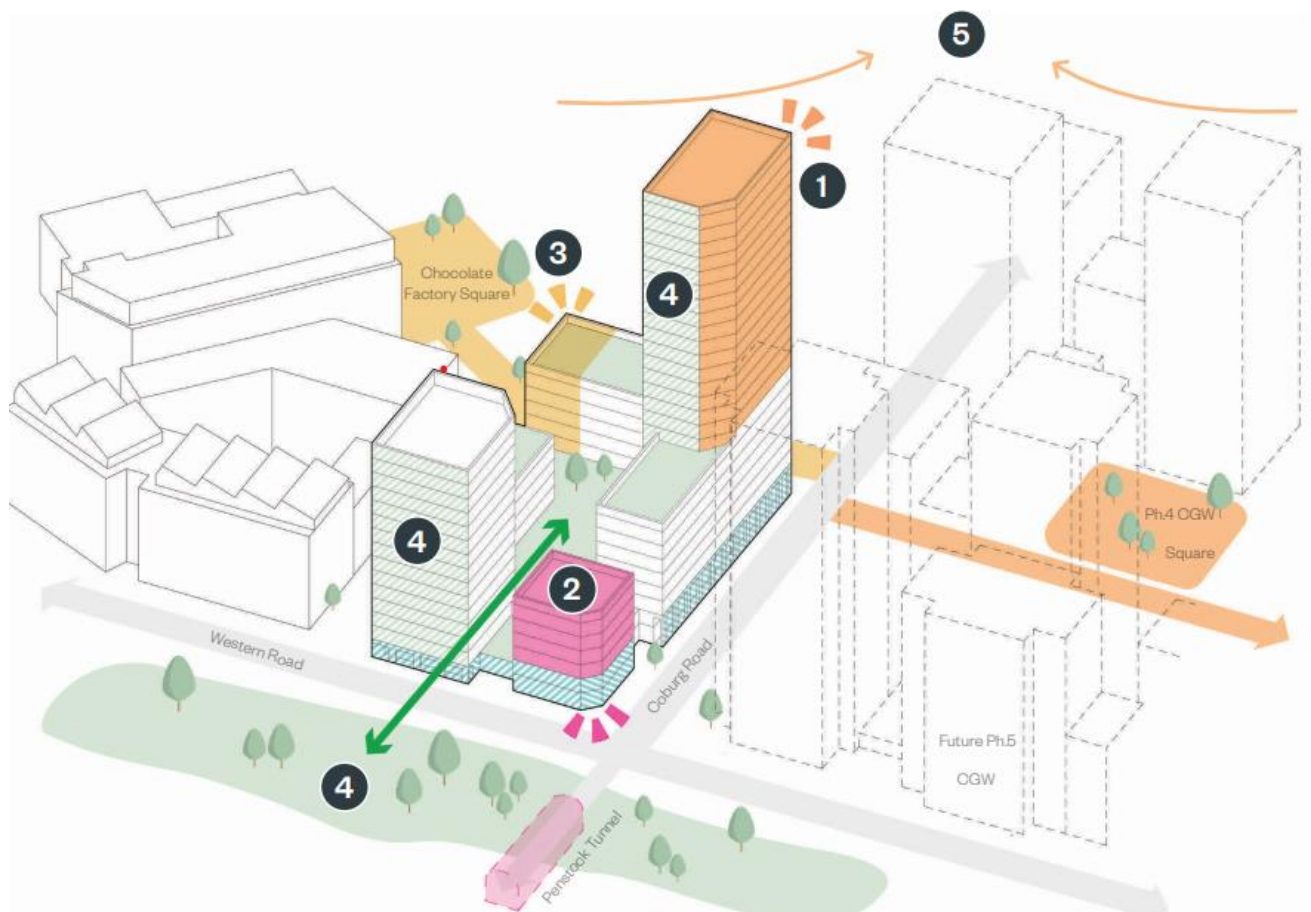 5
1
3
Chocolate
Factory Square
4
4
2
Ph.4 CGW
Square
Western Road
Coburg Road
Future Ph.5
CGW
4
Penstock Tunnel